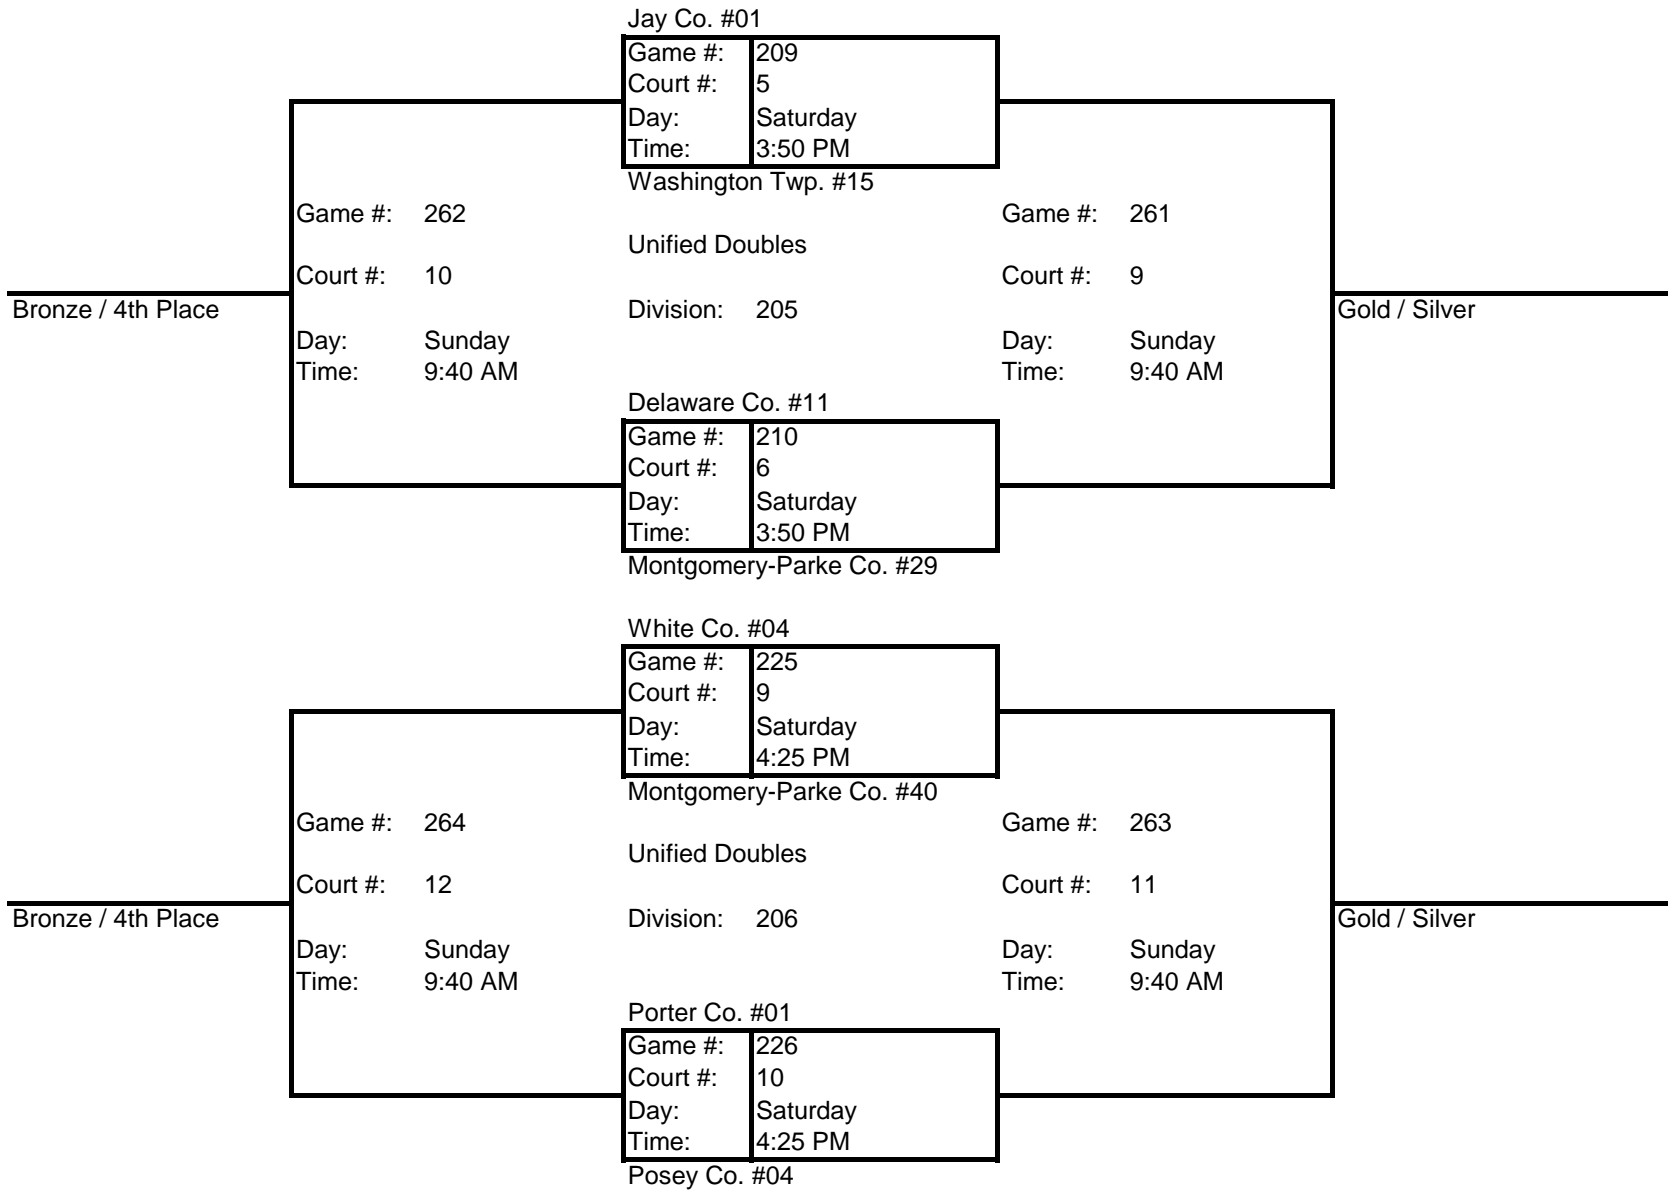 Jay Co. #01
Game #: 209
Court #: 5
Day: Saturday
Time: 3:50 PM
Washington Twp. #15
Game #: 262 Game #: 261
Unified Doubles
Court #: 10 Court #: 9
Bronze / 4th Place Division: 205 Gold / Silver
Day: Sunday Day: Sunday
Time: 9:40 AM Time: 9:40 AM
Delaware Co. #11
Game #: 210
Court #: 6
Day: Saturday
Time: 3:50 PM
Montgomery-Parke Co. #29
White Co. #04
Game #: 225
Court #: 9
Day: Saturday
Time: 4:25 PM
Montgomery-Parke Co. #40
Game #: 264 Game #: 263
Unified Doubles
Court #: 12 Court #: 11
Bronze / 4th Place Division: 206 Gold / Silver
Day: Sunday Day: Sunday
Time: 9:40 AM Time: 9:40 AM
Porter Co. #01
Game #: 226
Court #: 10
Day: Saturday
Time: 4:25 PM
Posey Co. #04